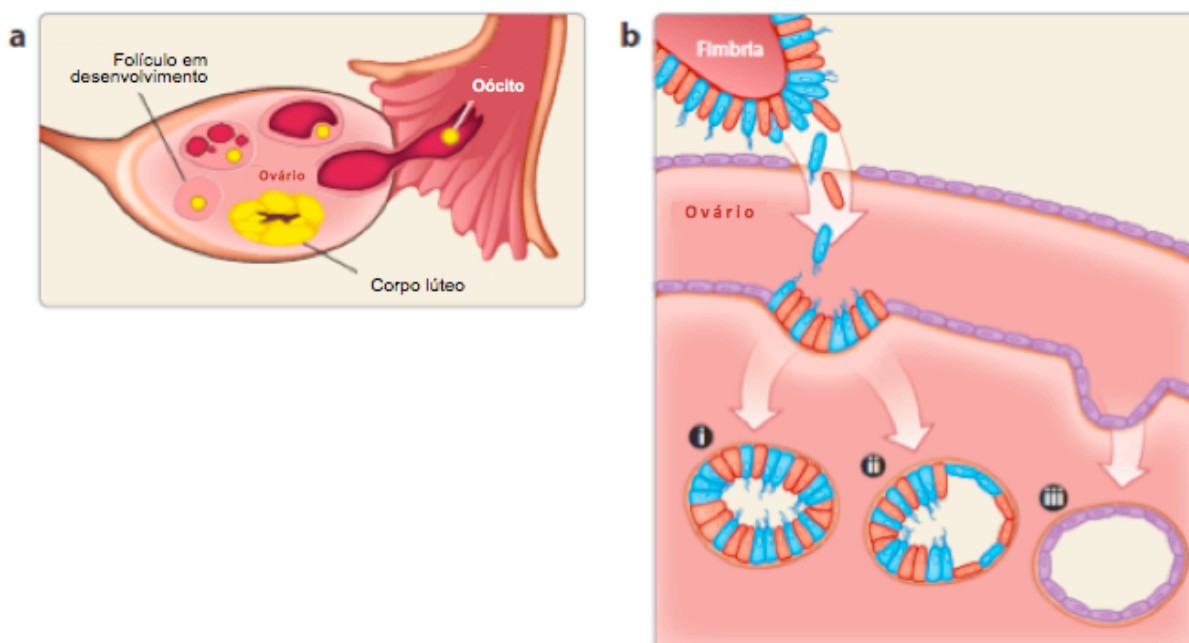 a
Folículo em
desenvolvimento
Oócito
Ovário
Corpo lúteo
b
Fimbria
Ovário
i
ii
iii